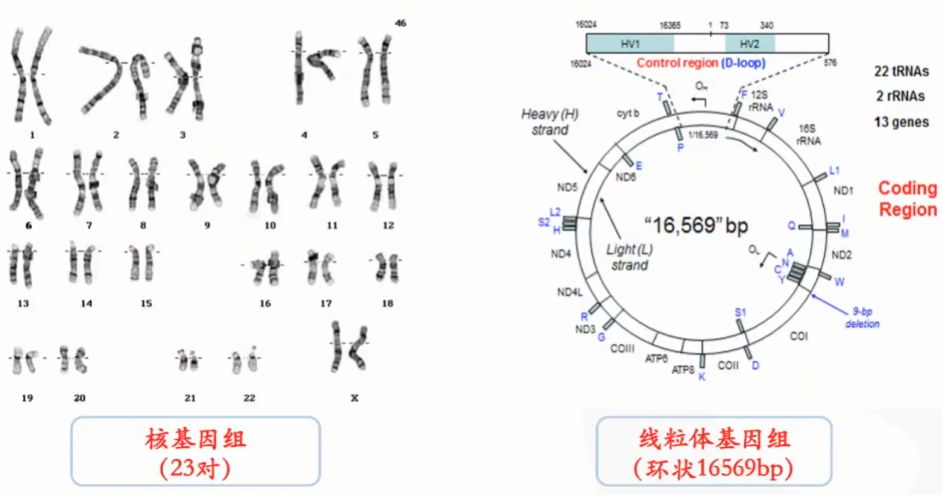 46
1
2
3
4
5
6
7
8
9
10
11
12
13
14
15
16
17
18
19
20
21
22
X
核基因组
(23对)
16024
16365
1
73
340
HV1
HV2
16024
Control region (D-loop)
576
22 tRNAs
2 rRNAs
13 genes
Coding
Region
Heavy (H)
strand
Light (L)
strand
"16,569" bp
1/16,569
OH
OL
T
F
12S
rRNA
V
16S
rRNA
cyt b
P
E
ND6
ND5
L1
ND1
I
M
Q
ND2
A
N
C
Y
W
L2
S2
H
ND4
ND4L
R
ND3
G
COIII
ATP6
ATP8
K
COII
D
S1
COI
9-bp
deletion
线粒体基因组
(环状16569bp)